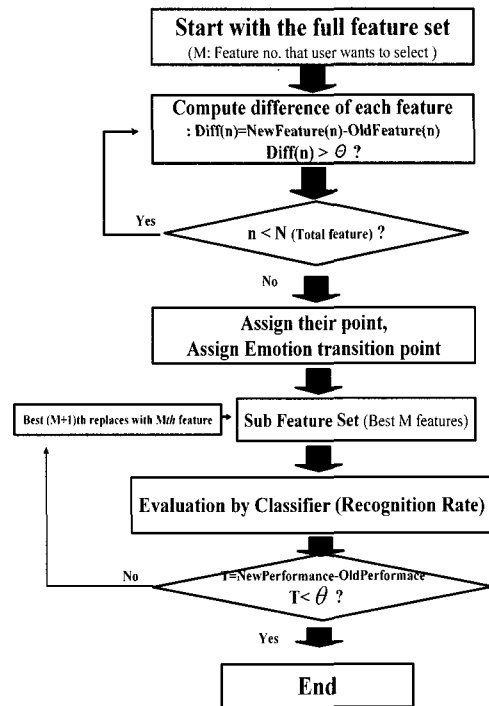 Start with the full feature set
(M: Feature no. that user wants to select )
Compute difference of each feature
: Diff(n)=NewFeature(n)-OldFeature(n)
Diff(n) > Θ ?
Yes
n < N (Total feature) ?
No
Assign their point,
Assign Emotion transition point
Best (M+1)th replaces with Mth feature
Sub Feature Set (Best M features)
Evaluation by Classifier (Recognition Rate)
No
T=NewPerformance-OldPerformace
T< θ ?
Yes
End